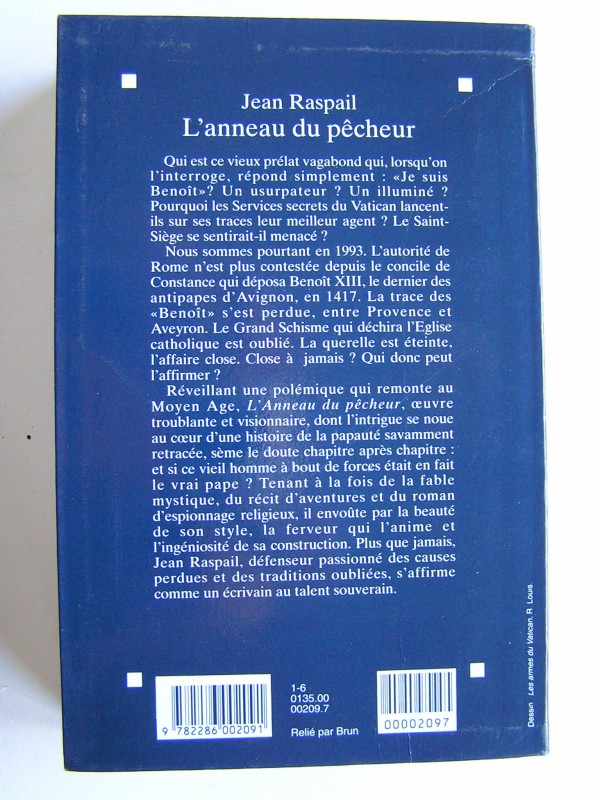 Jean Raspail
L'anneau du pêcheur
Qui est ce vieux prélat vagabond qui, lorsqu'on
l'interroge, répond simplement : «Je suis
Benoît»? Un usurpateur ? Un illuminé ?
Pourquoi les Services secrets du Vatican lancent-
ils sur ses traces leur meilleur agent ? Le Saint-
Siège se sentirait-il menacé ?
Nous sommes pourtant en 1993. L'autorité de
Rome n'est plus contestée depuis le concile de
Constance qui déposa Benoît XIII, le dernier des
antipapes d'Avignon, en 1417. La trace des
«Benoît» s'est perdue, entre Provence et
Aveyron. Le Grand Schisme qui déchira l'Eglise
catholique est oublié. La querelle est éteinte,
l'affaire close. Close à jamais ? Qui donc peut
l'affirmer ?
Réveillant une polémique qui remonte au
Moyen Age, L'Anneau du pêcheur, œuvre
troublante et visionnaire, dont l'intrigue se noue
au cœur d'une histoire de la papauté savamment
retracée, sème le doute chapitre après chapitre :
et si ce vieil homme à bout de forces était en fait
le vrai pape ? Tenant à la fois de la fable
mystique, du récit d'aventures et du roman
d'espionnage religieux, il envoûte par la beauté
de son style, la ferveur qui l'anime et
l'ingéniosité de sa construction. Plus que jamais,
Jean Raspail, défenseur passionné des causes
perdues et des traditions oubliées, s'affirme
comme un écrivain au talent souverain.
Dessin Les armes du Vatican. R. Louis.
9 782286 002091
1-6
0135.00
00209.7
Relié par Brun
00002097